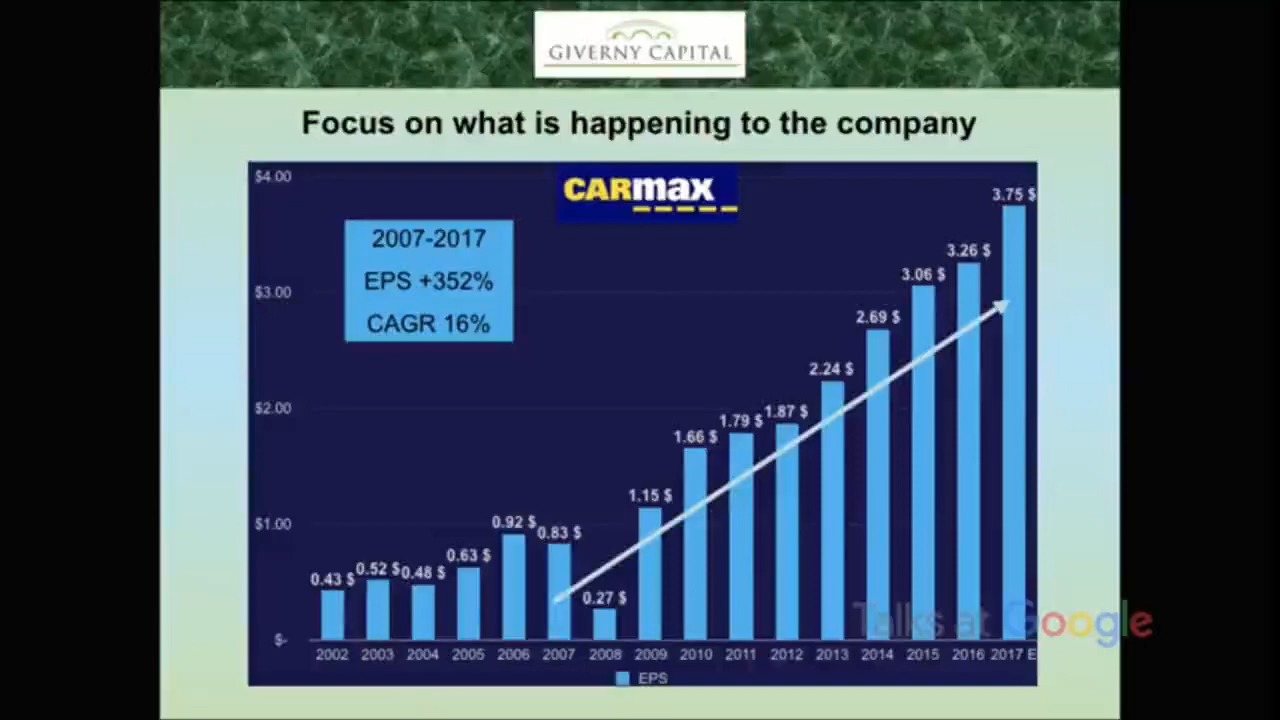 GIVERNY CAPITAL
Focus on what is happening to the company
CARmax
$4.00
$3.00
$2.00
$1.00
$-
2007-2017
EPS +352%
CAGR 16%
0.43 $
0.52 $
0.48 $
0.63 $
0.92 $
0.83 $
0.27 $
1.15 $
1.66 $
1.79 $
1.87 $
2.24 $
2.69 $
3.06 $
3.26 $
3.75 $
2002 2003 2004 2005 2006 2007 2008 2009 2010 2011 2012 2013 2014 2015 2016 2017 E
EPS
Talks at Google